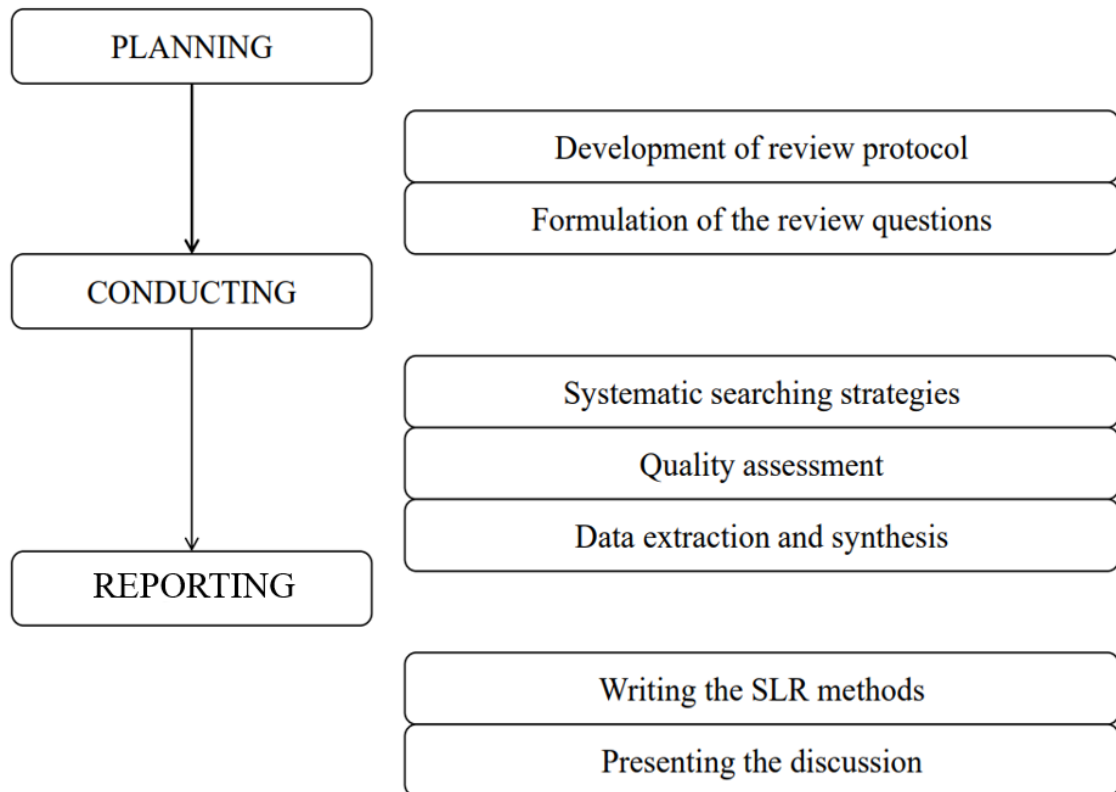 PLANNING
Development of review protocol
Formulation of the review questions
CONDUCTING
Systematic searching strategies
Quality assessment
Data extraction and synthesis
REPORTING
Writing the SLR methods
Presenting the discussion